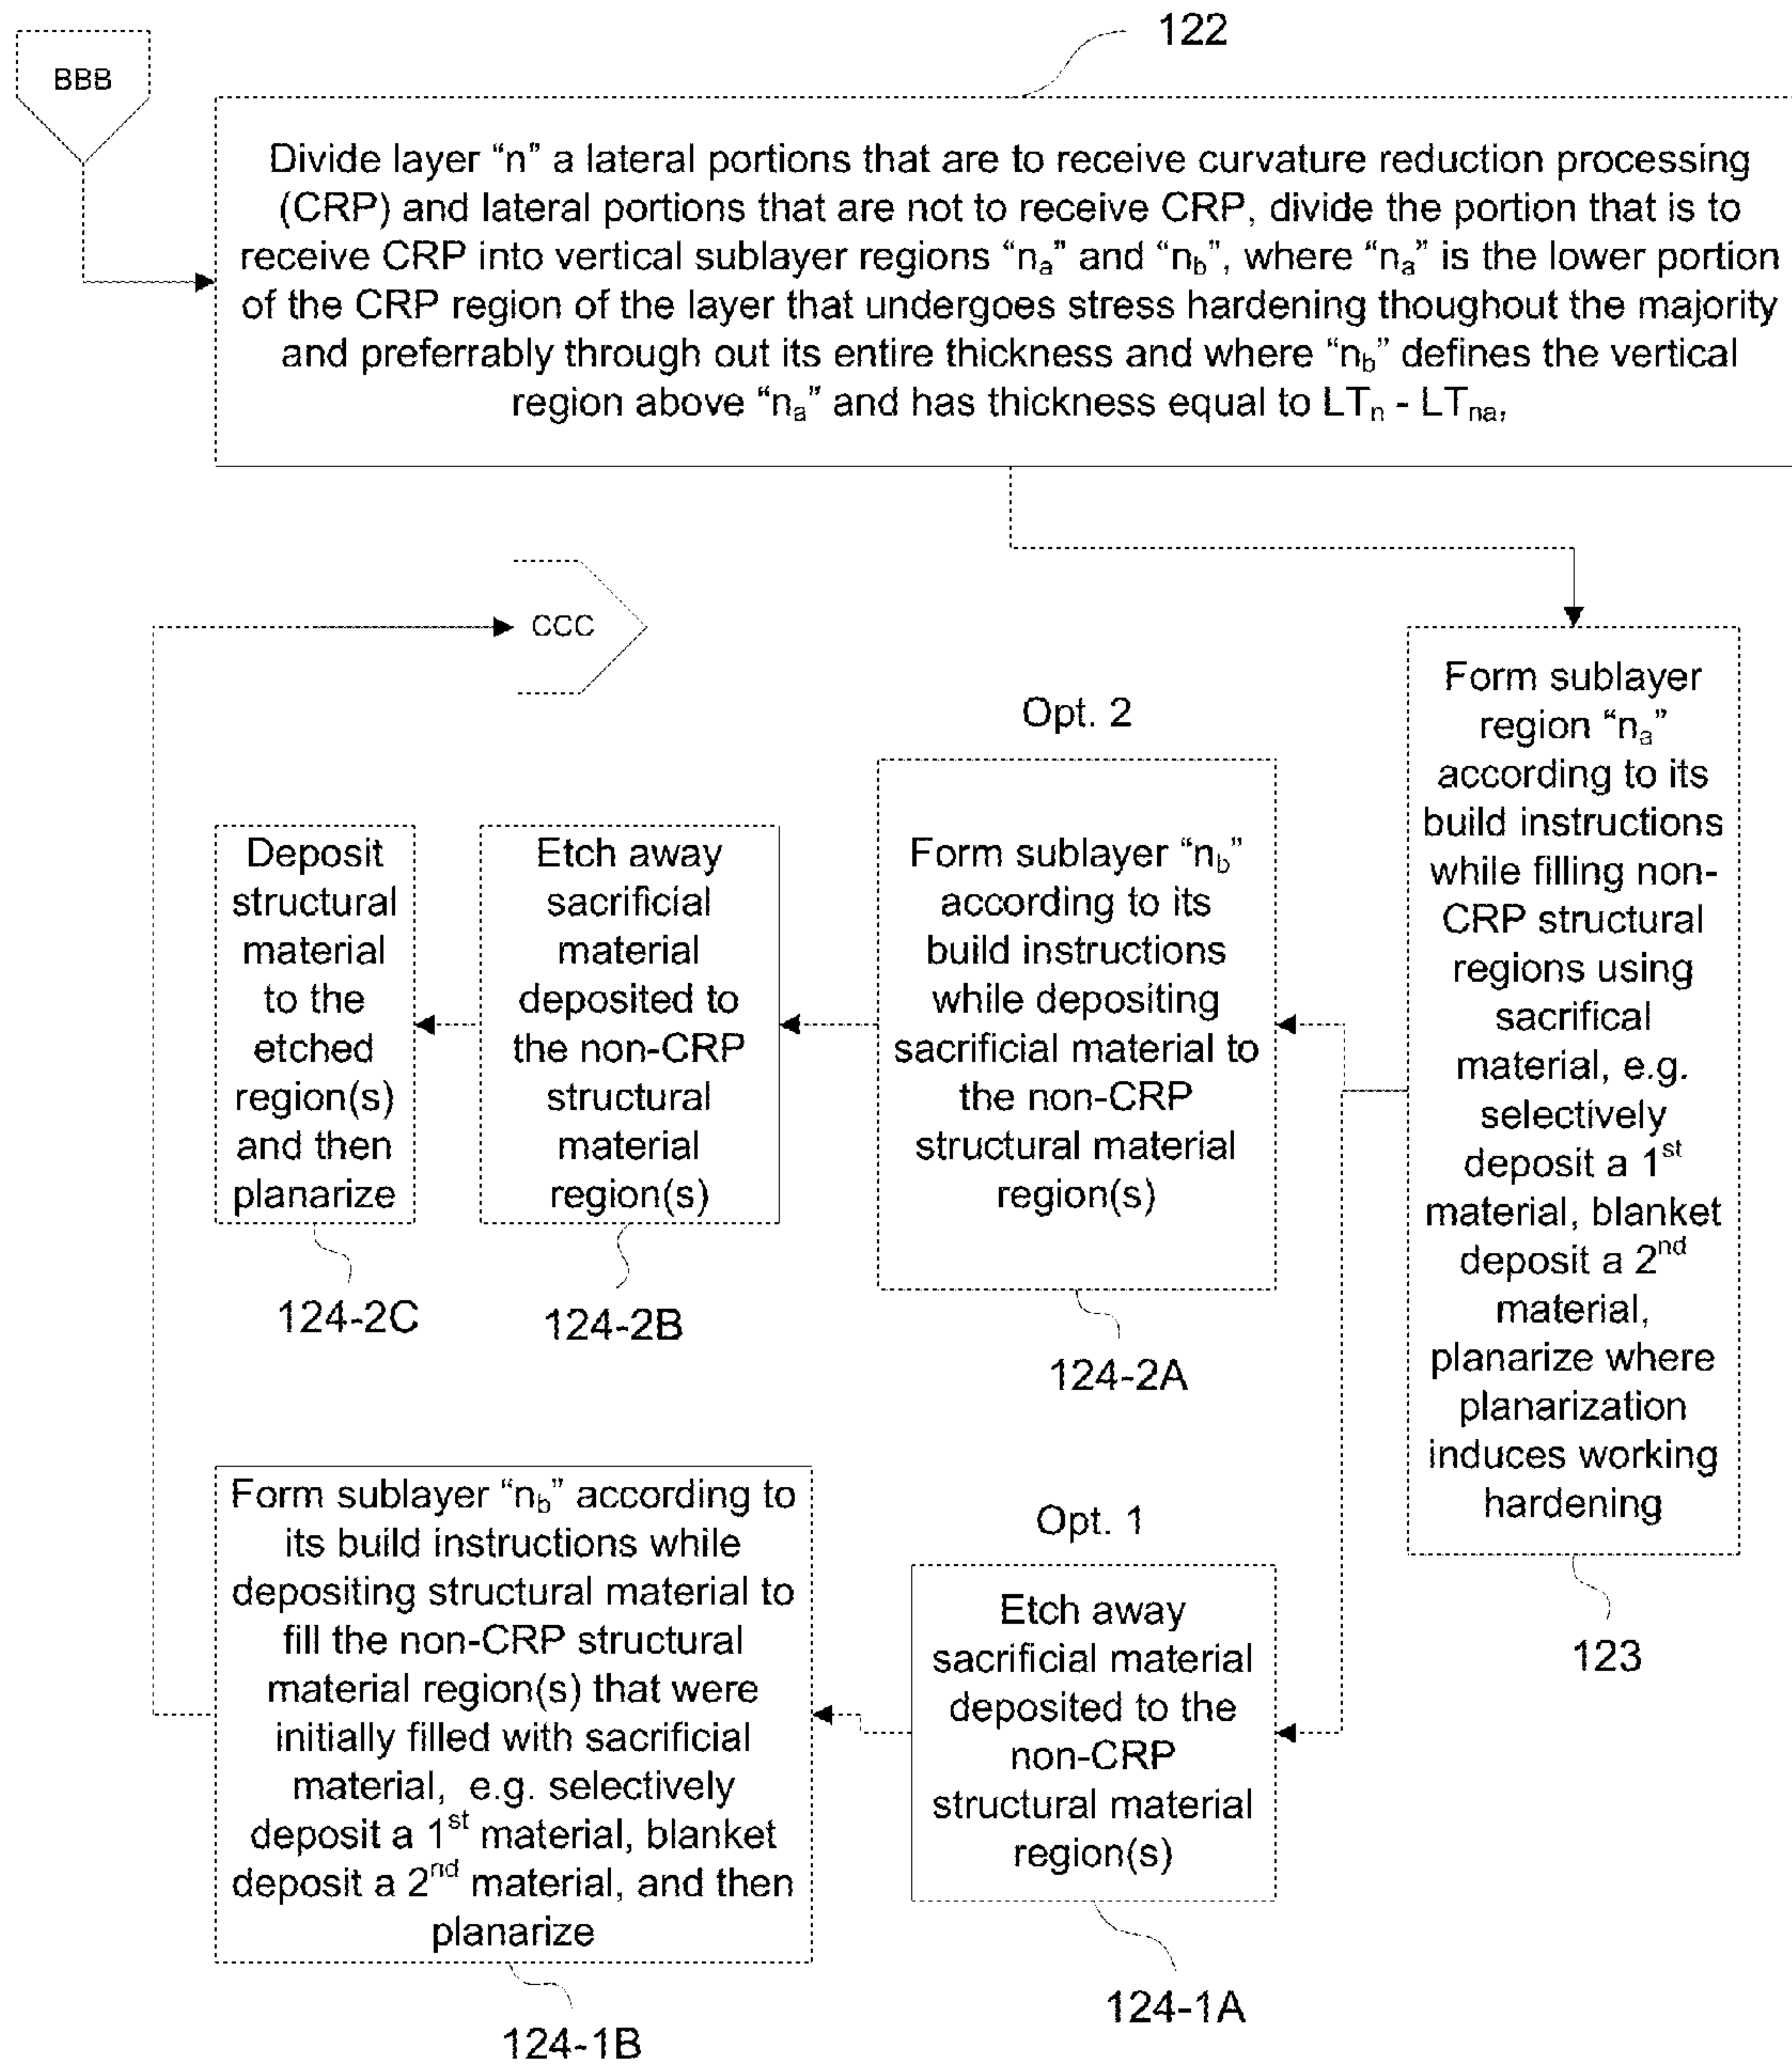 BBB
122
Divide layer “n” a lateral portions that are to receive curvature reduction processing
(CRP) and lateral portions that are not to receive CRP, divide the portion that is to
receive CRP into vertical sublayer regions “nₐ” and “n_b”, where “nₐ” is the lower portion
of the CRP region of the layer that undergoes stress hardening thoughout the majority
and preferrably through out its entire thickness and where “n_b” defines the vertical
region above “nₐ” and has thickness equal to LTₙ - LTₙₐ,
CCC
Form sublayer
region “nₐ”
according to its
build instructions
while filling non-
CRP structural
regions using
sacrifical
material, e.g.
selectively
deposit a 1st
material, blanket
deposit a 2nd
material,
planarize where
planarization
induces working
hardening
123
Opt. 2
Form sublayer “n_b”
according to its
build instructions
while depositing
sacrificial material to
the non-CRP
structural material
region(s)
124-2A
Etch away
sacrificial
material
deposited to
the non-CRP
structural
material
region(s)
124-2B
Deposit
structural
material
to the
etched
region(s)
and then
planarize
124-2C
Opt. 1
Etch away
sacrificial material
deposited to the
non-CRP
structural material
region(s)
124-1A
Form sublayer “n_b” according to
its build instructions while
depositing structural material to
fill the non-CRP structural
material region(s) that were
initially filled with sacrificial
material, e.g. selectively
deposit a 1st material, blanket
deposit a 2nd material, and then
planarize
124-1B